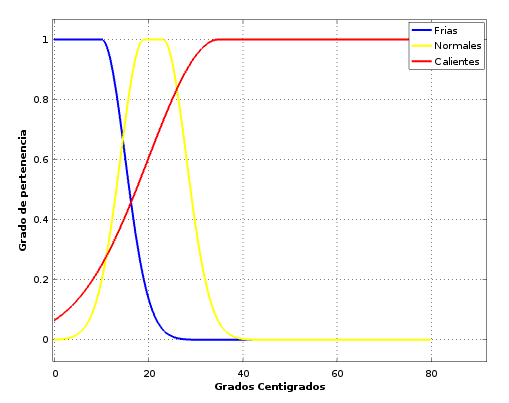 Frias
Normales
Calientes
1
0.8
0.6
0.4
0.2
0
Grado de pertenencia
0 20 40 60 80
Grados Centigrados